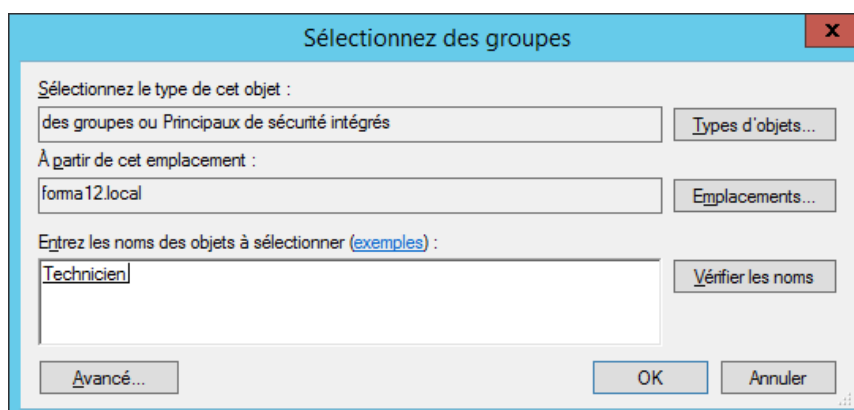 Sélectionnez des groupes
x
Sélectionnez le type de cet objet :
des groupes ou Principaux de sécurité intégrés
Types d'objets...
À partir de cet emplacement :
forma12.local
Emplacements...
Entrez les noms des objets à sélectionner (exemples) :
Technicien
Vérifier les noms
Avancé...
OK
Annuler